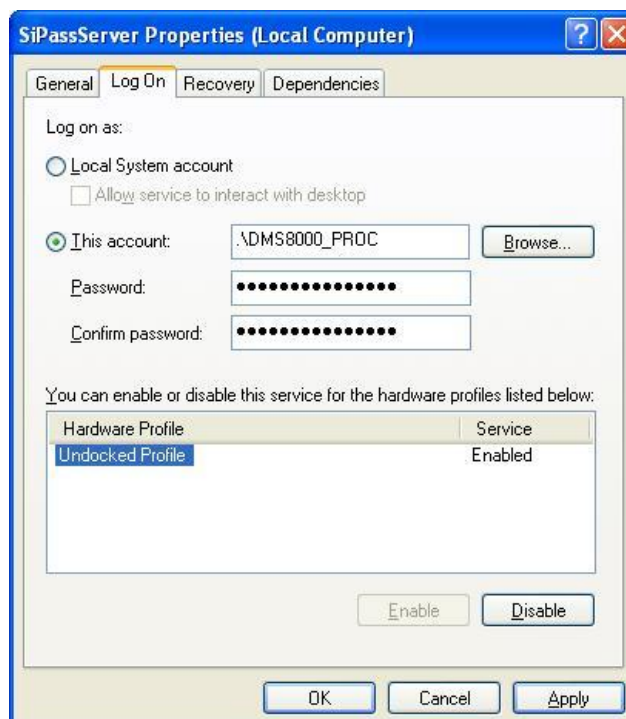 SiPassServer Properties (Local Computer)
General Log On Recovery Dependencies
Log on as:
Local System account
Allow service to interact with desktop
This account: .\DMS8000_PROC Browse...
Password: ●●●●●●●●●●●●●●●
Confirm password: ●●●●●●●●●●●●●●●
You can enable or disable this service for the hardware profiles listed below:
Hardware Profile Service
Undocked Profile Enabled
Enable Disable
OK Cancel Apply